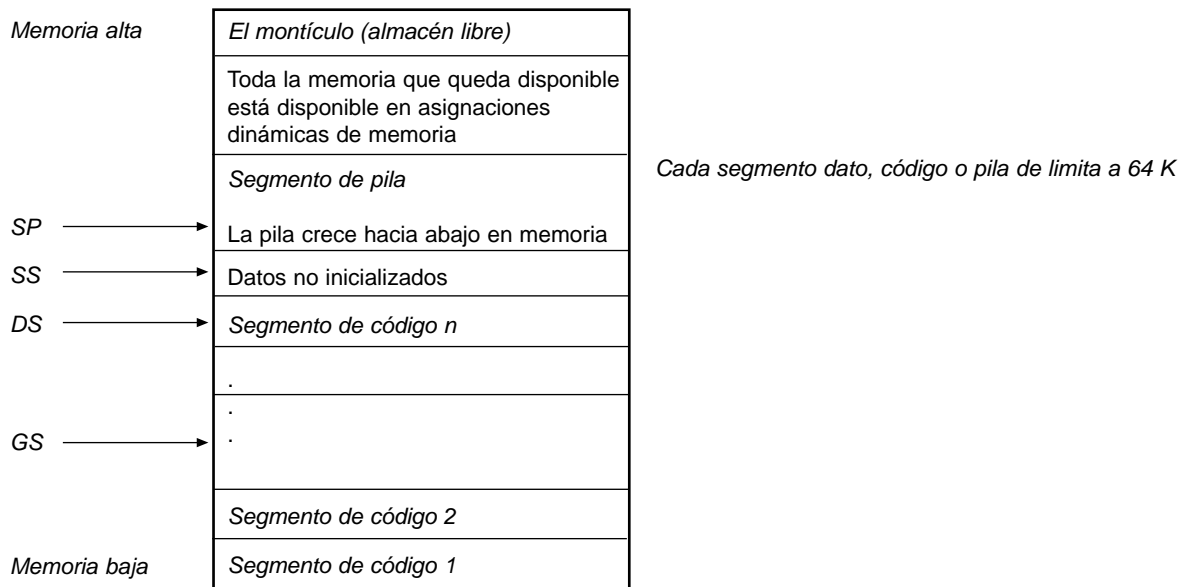 Memoria alta
El montículo (almacén libre)
Toda la memoria que queda disponible
está disponible en asignaciones
dinámicas de memoria
Segmento de pila
Cada segmento dato, código o pila de limita a 64 K
SP
La pila crece hacia abajo en memoria
SS
Datos no inicializados
DS
Segmento de código n
.
.
GS
.
Segmento de código 2
Memoria baja
Segmento de código 1